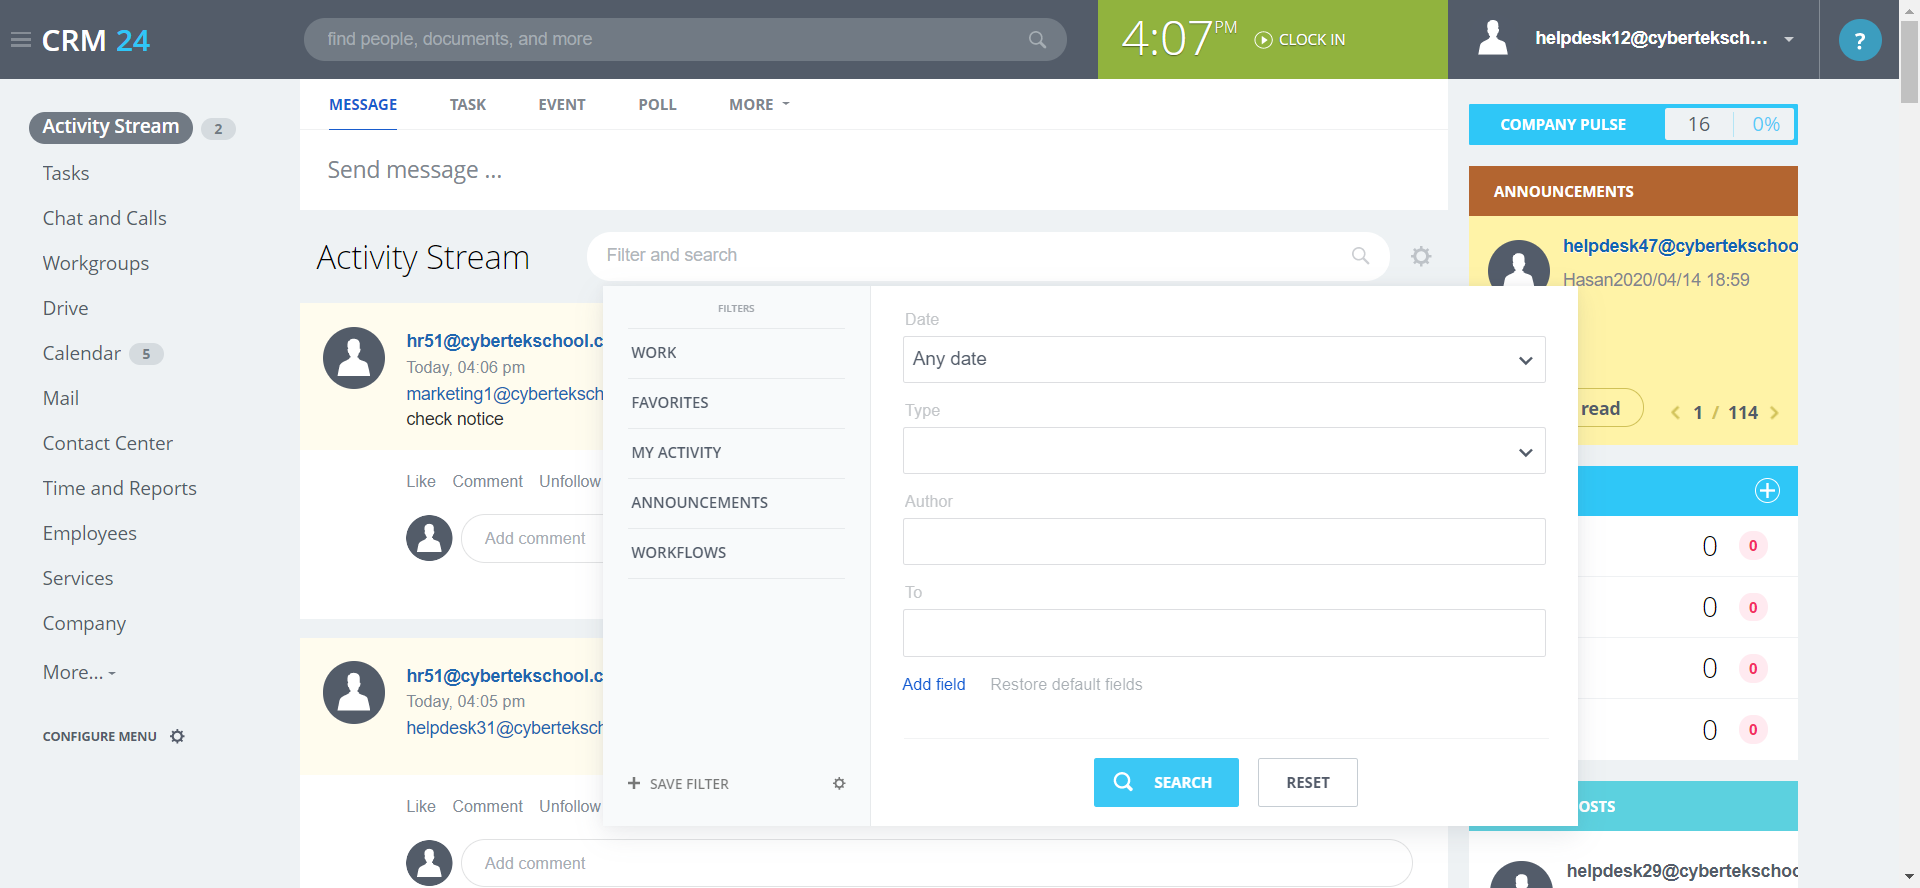 CRM 24
find people, documents, and more
4:07 PM
CLOCK IN
helpdesk12@cyberteksch...
?
Activity Stream 2
Tasks
Chat and Calls
Workgroups
Drive
Calendar 5
Mail
Contact Center
Time and Reports
Employees
Services
Company
More...
CONFIGURE MENU
MESSAGE TASK EVENT POLL MORE
Send message ...
Activity Stream
Filter and search
hr51@cybertekschool.c
Today, 04:06 pm
marketing1@cyberteksch
check notice
Like Comment Unfollow
Add comment
hr51@cybertekschool.c
Today, 04:05 pm
helpdesk31@cyberteksch
Like Comment Unfollow
Add comment
FILTERS
WORK
FAVORITES
MY ACTIVITY
ANNOUNCEMENTS
WORKFLOWS
+ SAVE FILTER
Date
Any date
Type
Author
To
Add field Restore default fields
SEARCH RESET
COMPANY PULSE 16 0%
ANNOUNCEMENTS
helpdesk47@cybertekschoo
Hasan2020/04/14 18:59
read
1 / 114
0 0
0 0
0 0
0 0
OSTS
helpdesk29@cybertekschoo